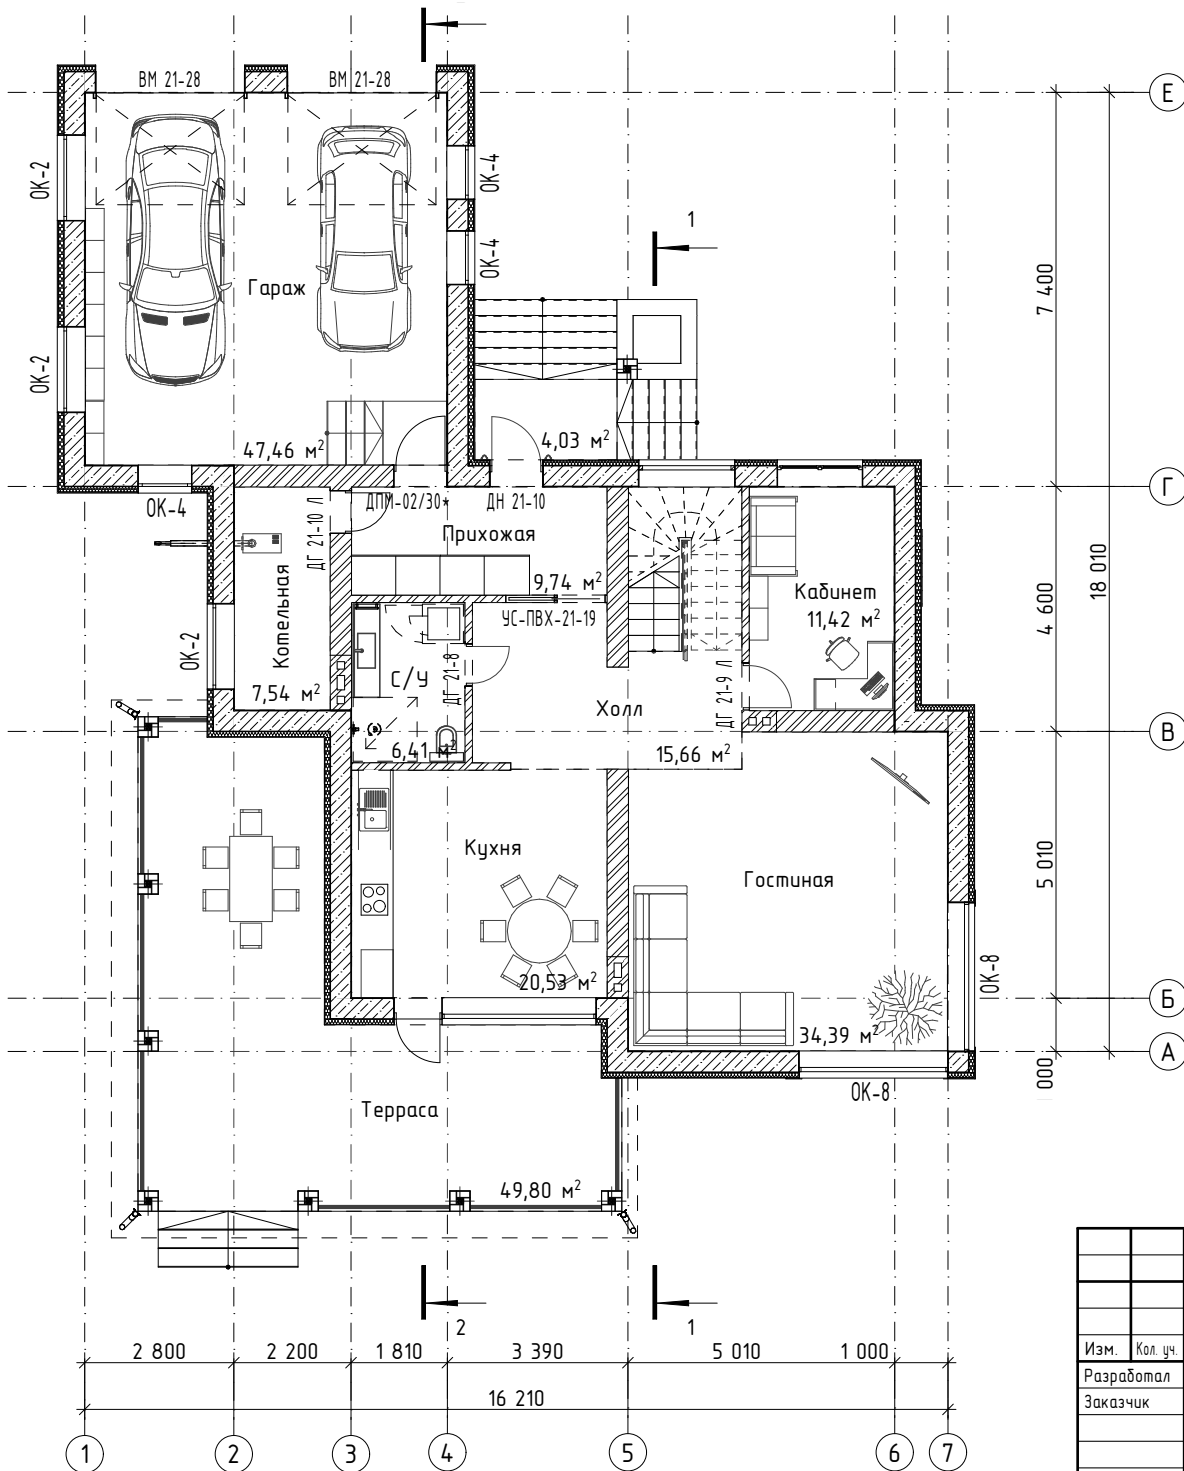 ВМ 21-28
ВМ 21-28
Е
ОК-2
ОК-4
1
ОК-4
Гараж
7 400
ОК-2
47,46 м²
4,03 м²
ОК-4
ДПМ-02/30*
ДН 21-10
Г
ДГ 21-10 Л
Прихожая
18 010
9,74 м²
Кабинет
11,42 м²
УС-ПВХ-21-19
4 600
Котельная
ОК-2
С/У
ДГ 21-8
7,54 м²
Холл
ДГ 21-9 Л
В
6,41 м²
15,66 м²
Кухня
Гостиная
5 010
20,53 м²
ОК-8
Б
34,39 м²
А
1 000
ОК-8
Терраса
49,80 м²
2
1
2 800
2 200
1 810
3 390
5 010
1 000
16 210
1
2
3
4
5
6
7
Изм.
Кол. уч.
Разработал
Заказчик